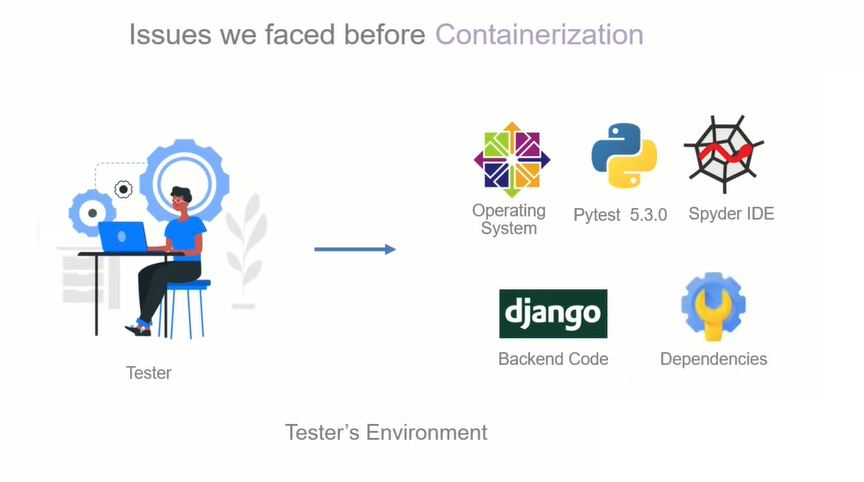 Issues we faced before Containerization
Operating
System
Pytest 5.3.0
Spyder IDE
django
Backend Code
Dependencies
Tester
Tester's Environment